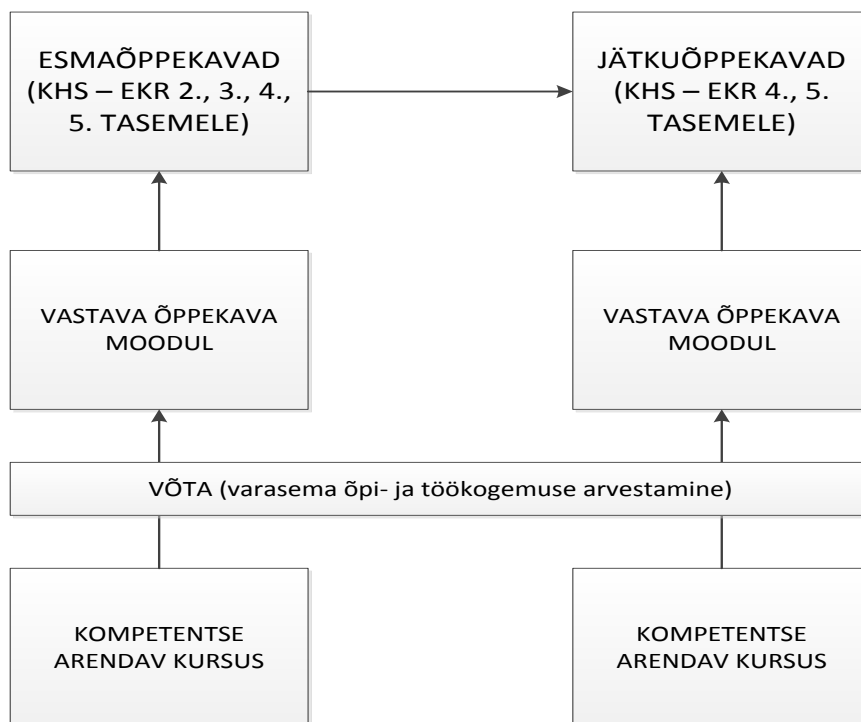 ESMAÕPPEKAVAD
(KHS – EKR 2., 3., 4.,
5. TASEMELE)
JÄTKUÕPPEKAVAD
(KHS – EKR 4., 5.
TASEMELE)
VASTAVA ÕPPEKAVA
MOODUL
VASTAVA ÕPPEKAVA
MOODUL
VÕTA (varasema õpi- ja töökogemuse arvestamine)
KOMPETENTSE
ARENDAV KURSUS
KOMPETENTSE
ARENDAV KURSUS